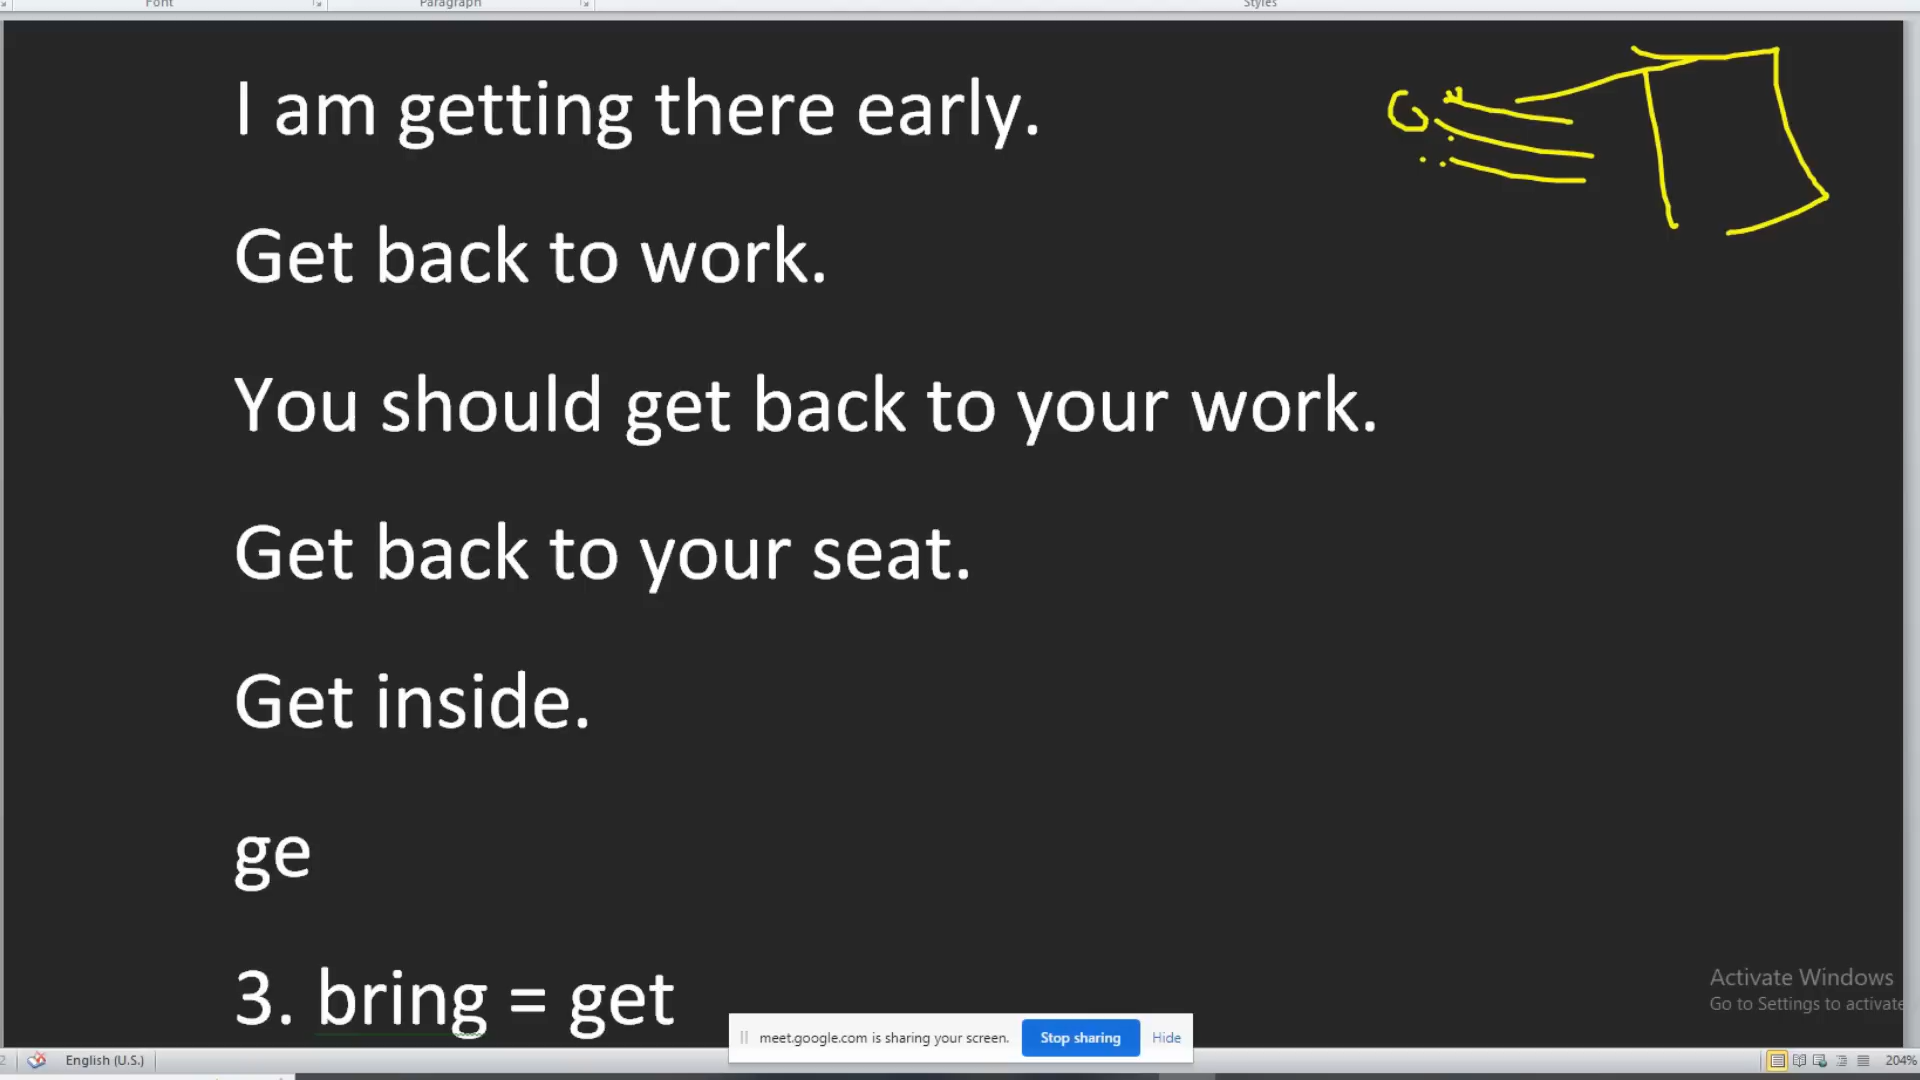 Font Paragraph Styles
I am getting there early.
Get back to work.
You should get back to your work.
Get back to your seat.
Get inside.
ge
3. bring = get
Activate Windows
Go to Settings to activate
meet.google.com is sharing your screen. Stop sharing Hide
English (U.S.) 204%